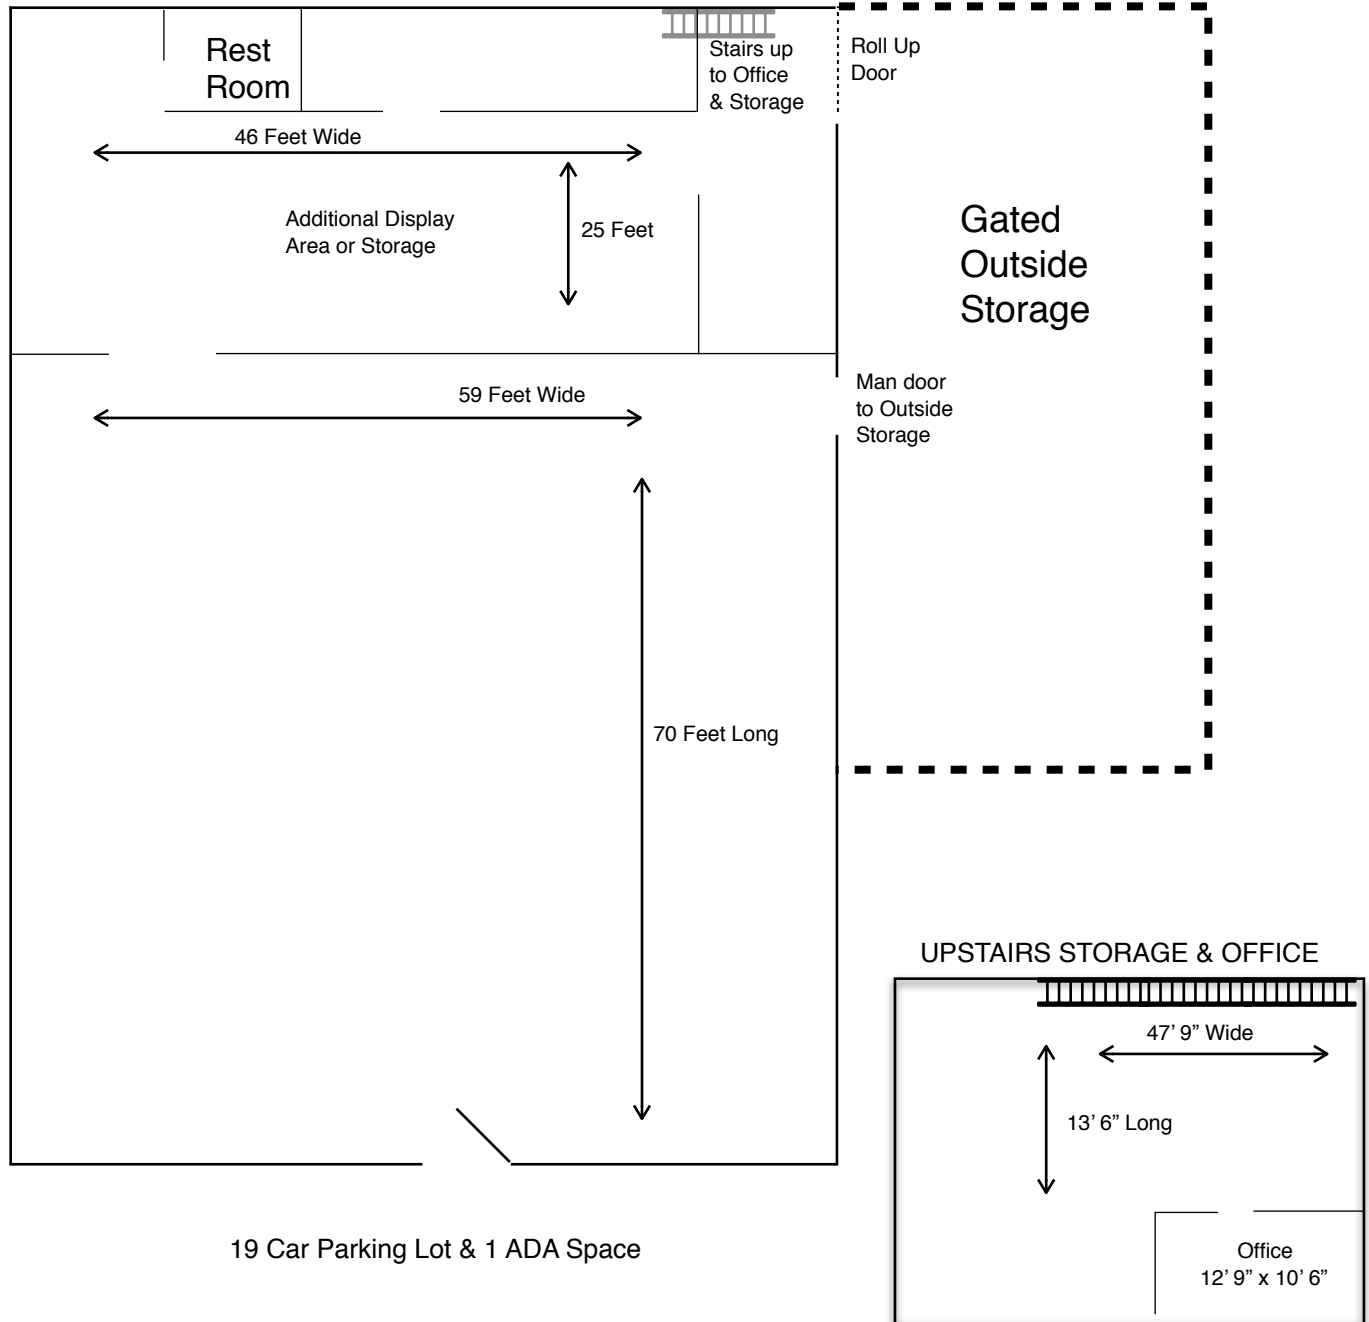 Rest
Room
Stairs up
to Office
& Storage
Roll Up
Door
46 Feet Wide
Additional Display
Area or Storage
25 Feet
Gated
Outside
Storage
59 Feet Wide
Man door
to Outside
Storage
70 Feet Long
UPSTAIRS STORAGE & OFFICE
47’ 9” Wide
13’ 6” Long
Office
12’ 9” x 10’ 6”
19 Car Parking Lot & 1 ADA Space